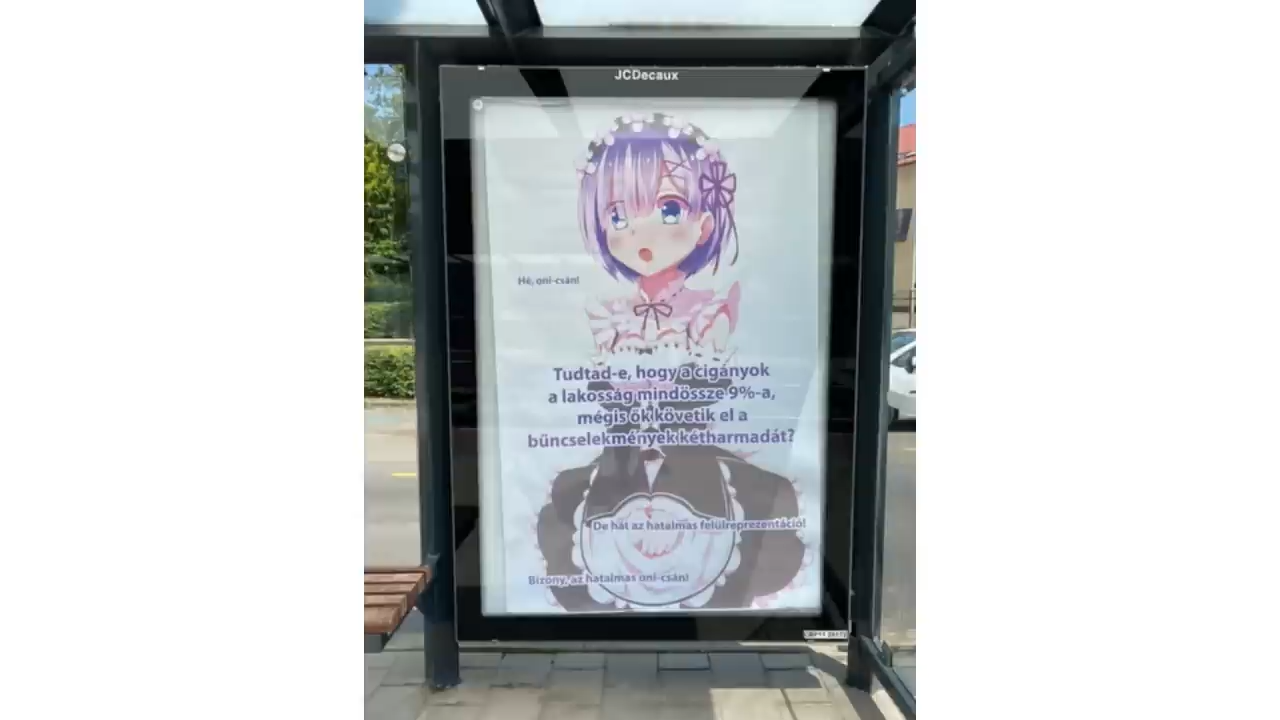 JCDecaux
Hé, oni-csán!
Tudtad-e, hogy a cigányok
a lakosság mindössze 9%-a,
mégis ők követik el a
bűncselekmények kétharmadát?
De hát az hatalmas felülreprezentáció!
Bizony, az hatalmas oni-csán!